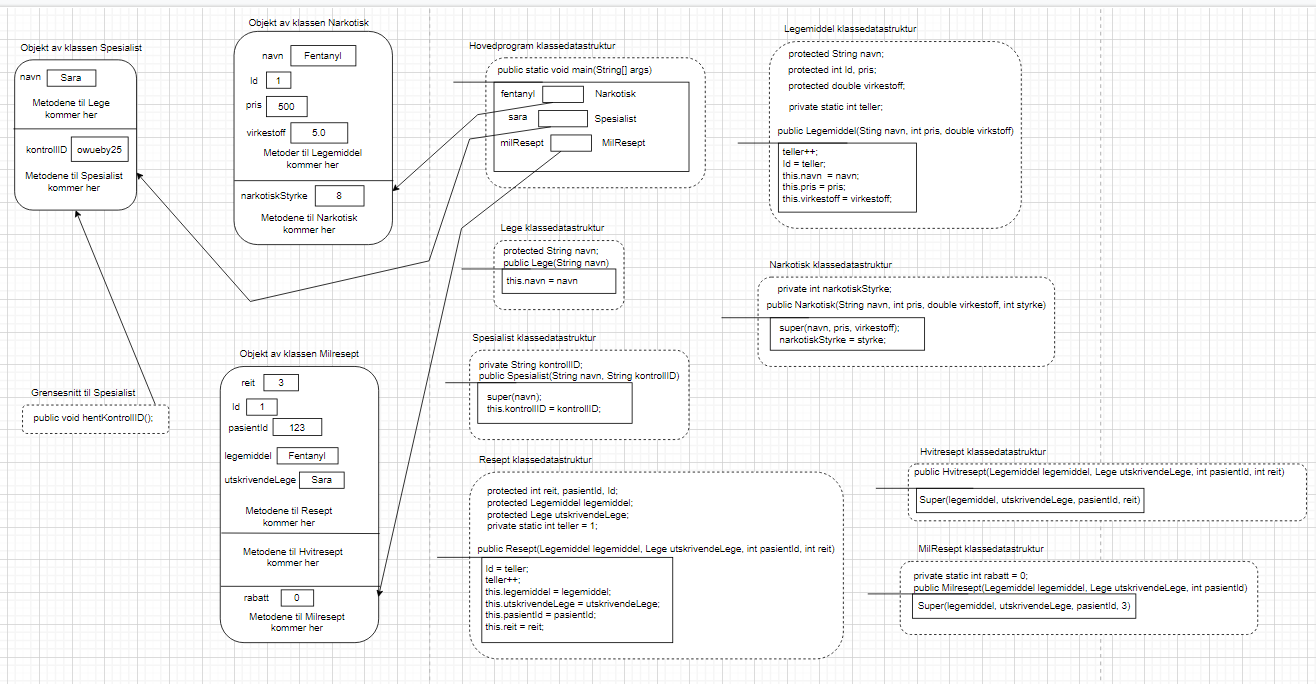 Objekt av klassen Spesialist
navn
Sara
Metodene til Lege
kommer her
kontrollID
owueby25
Metodene til Spesialist
kommer her
Grensesnitt til Spesialist
public void hentKontrollID();
Objekt av klassen Narkotisk
navn
Fentanyl
Id
1
pris
500
virkestoff
5.0
Metoder til Legemiddel
kommer her
narkotiskStyrke
8
Metodene til Narkotisk
kommer her
Objekt av klassen Milresept
reit
3
Id
1
pasientId
123
legemiddel
Fentanyl
utskrivendeLege
Sara
Metodene til Resept
kommer her
Metodene til Hvitresept
kommer her
rabatt
0
Metodene til Milresept
kommer her
Hovedprogram klassedatastruktur
public static void main(String[] args)
fentanyl
Narkotisk
sara
Spesialist
milResept
MilResept
Lege klassedatastruktur
protected String navn;
public Lege(String navn)
this.navn = navn
Spesialist klassedatastruktur
private String kontrollID;
public Spesialist(String navn, String kontrollID)
super(navn);
this.kontrollID = kontrollID;
Resept klassedatastruktur
protected int reit, pasientId, Id;
protected Legemiddel legemiddel;
protected Lege utskrivendeLege;
private static int teller = 1;
public Resept(Legemiddel legemiddel, Lege utskrivendeLege, int pasientId, int reit)
Id = teller;
teller++;
this.legemiddel = legemiddel;
this.utskrivendeLege = utskrivendeLege;
this.pasientId = pasientId;
this.reit = reit;
Legemiddel klassedatastruktur
protected String navn;
protected int Id, pris;
protected double virkestoff;
private static int teller;
public Legemiddel(Sting navn, int pris, double virkstoff)
teller++;
Id = teller;
this.navn = navn;
this.pris = pris;
this.virkestoff = virkestoff;
Narkotisk klassedatastruktur
private int narkotiskStyrke;
public Narkotisk(String navn, int pris, double virkestoff, int styrke)
super(navn, pris, virkestoff);
narkotiskStyrke = styrke;
Hvitresept klassedatastruktur
public Hvitresept(Legemiddel legemiddel, Lege utskrivendeLege, int pasientId, int reit)
Super(legemiddel, utskrivendeLege, pasientId, reit)
MilResept klassedatastruktur
private static int rabatt = 0;
public Milresept(Legemiddel legemiddel, Lege utskrivendeLege, int pasientId)
Super(legemiddel, utskrivendeLege, pasientId, 3)